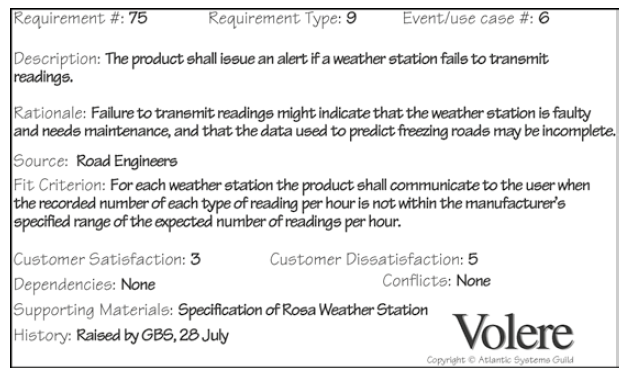 Requirement #: 75 Requirement Type: 9 Event/use case #: 6
Description: The product shall issue an alert if a weather station fails to transmit
readings.
Rationale: Failure to transmit readings might indicate that the weather station is faulty
and needs maintenance, and that the data used to predict freezing roads may be incomplete.
Source: Road Engineers
Fit Criterion: For each weather station the product shall communicate to the user when
the recorded number of each type of reading per hour is not within the manufacturer's
specified range of the expected number of readings per hour.
Customer Satisfaction: 3 Customer Dissatisfaction: 5
Dependencies: None Conflicts: None
Supporting Materials: Specification of Rosa Weather Station
History: Raised by GBS, 28 July
Volere
Copyright © Atlantic Systems Guild